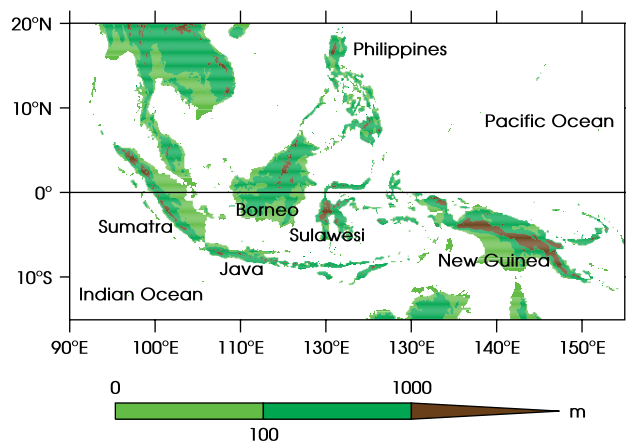 20°N
Philippines
10°N
Pacific Ocean
0°
Borneo
Sumatra
Sulawesi
New Guinea
Java
10°S
Indian Ocean
90°E 100°E 110°E 130°E 130°E 140°E 150°E
0 1000
m
100